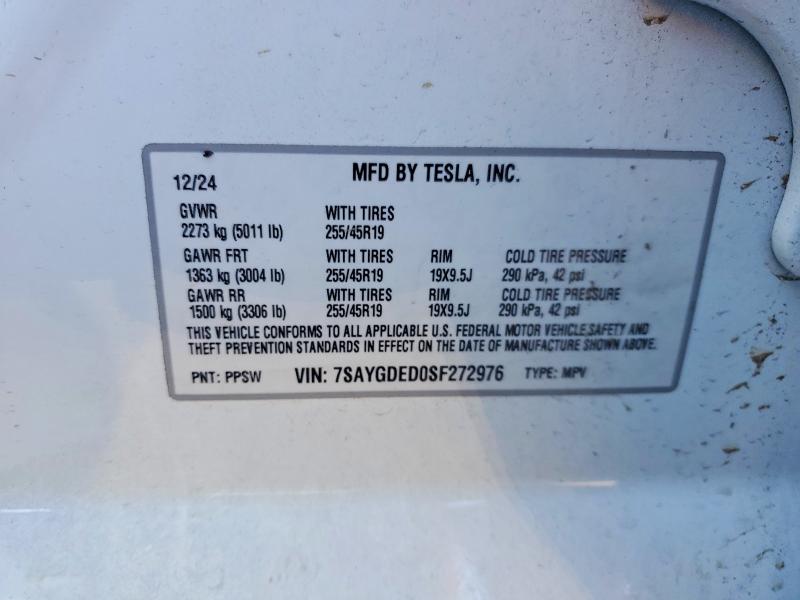 12/24 MFD BY TESLA, INC.
GVWR WITH TIRES
2273 kg (5011 lb) 255/45R19
GAWR FRT WITH TIRES RIM COLD TIRE PRESSURE
1363 kg (3004 lb) 255/45R19 19X9.5J 290 kPa, 42 psi
GAWR RR WITH TIRES RIM COLD TIRE PRESSURE
1500 kg (3306 lb) 255/45R19 19X9.5J 290 kPa, 42 psi
THIS VEHICLE CONFORMS TO ALL APPLICABLE U.S. FEDERAL MOTOR VEHICLE SAFETY AND
THEFT PREVENTION STANDARDS IN EFFECT ON THE DATE OF MANUFACTURE SHOWN ABOVE.
PNT: PPSW VIN: 7SAYGDED0SF272976 TYPE: MPV